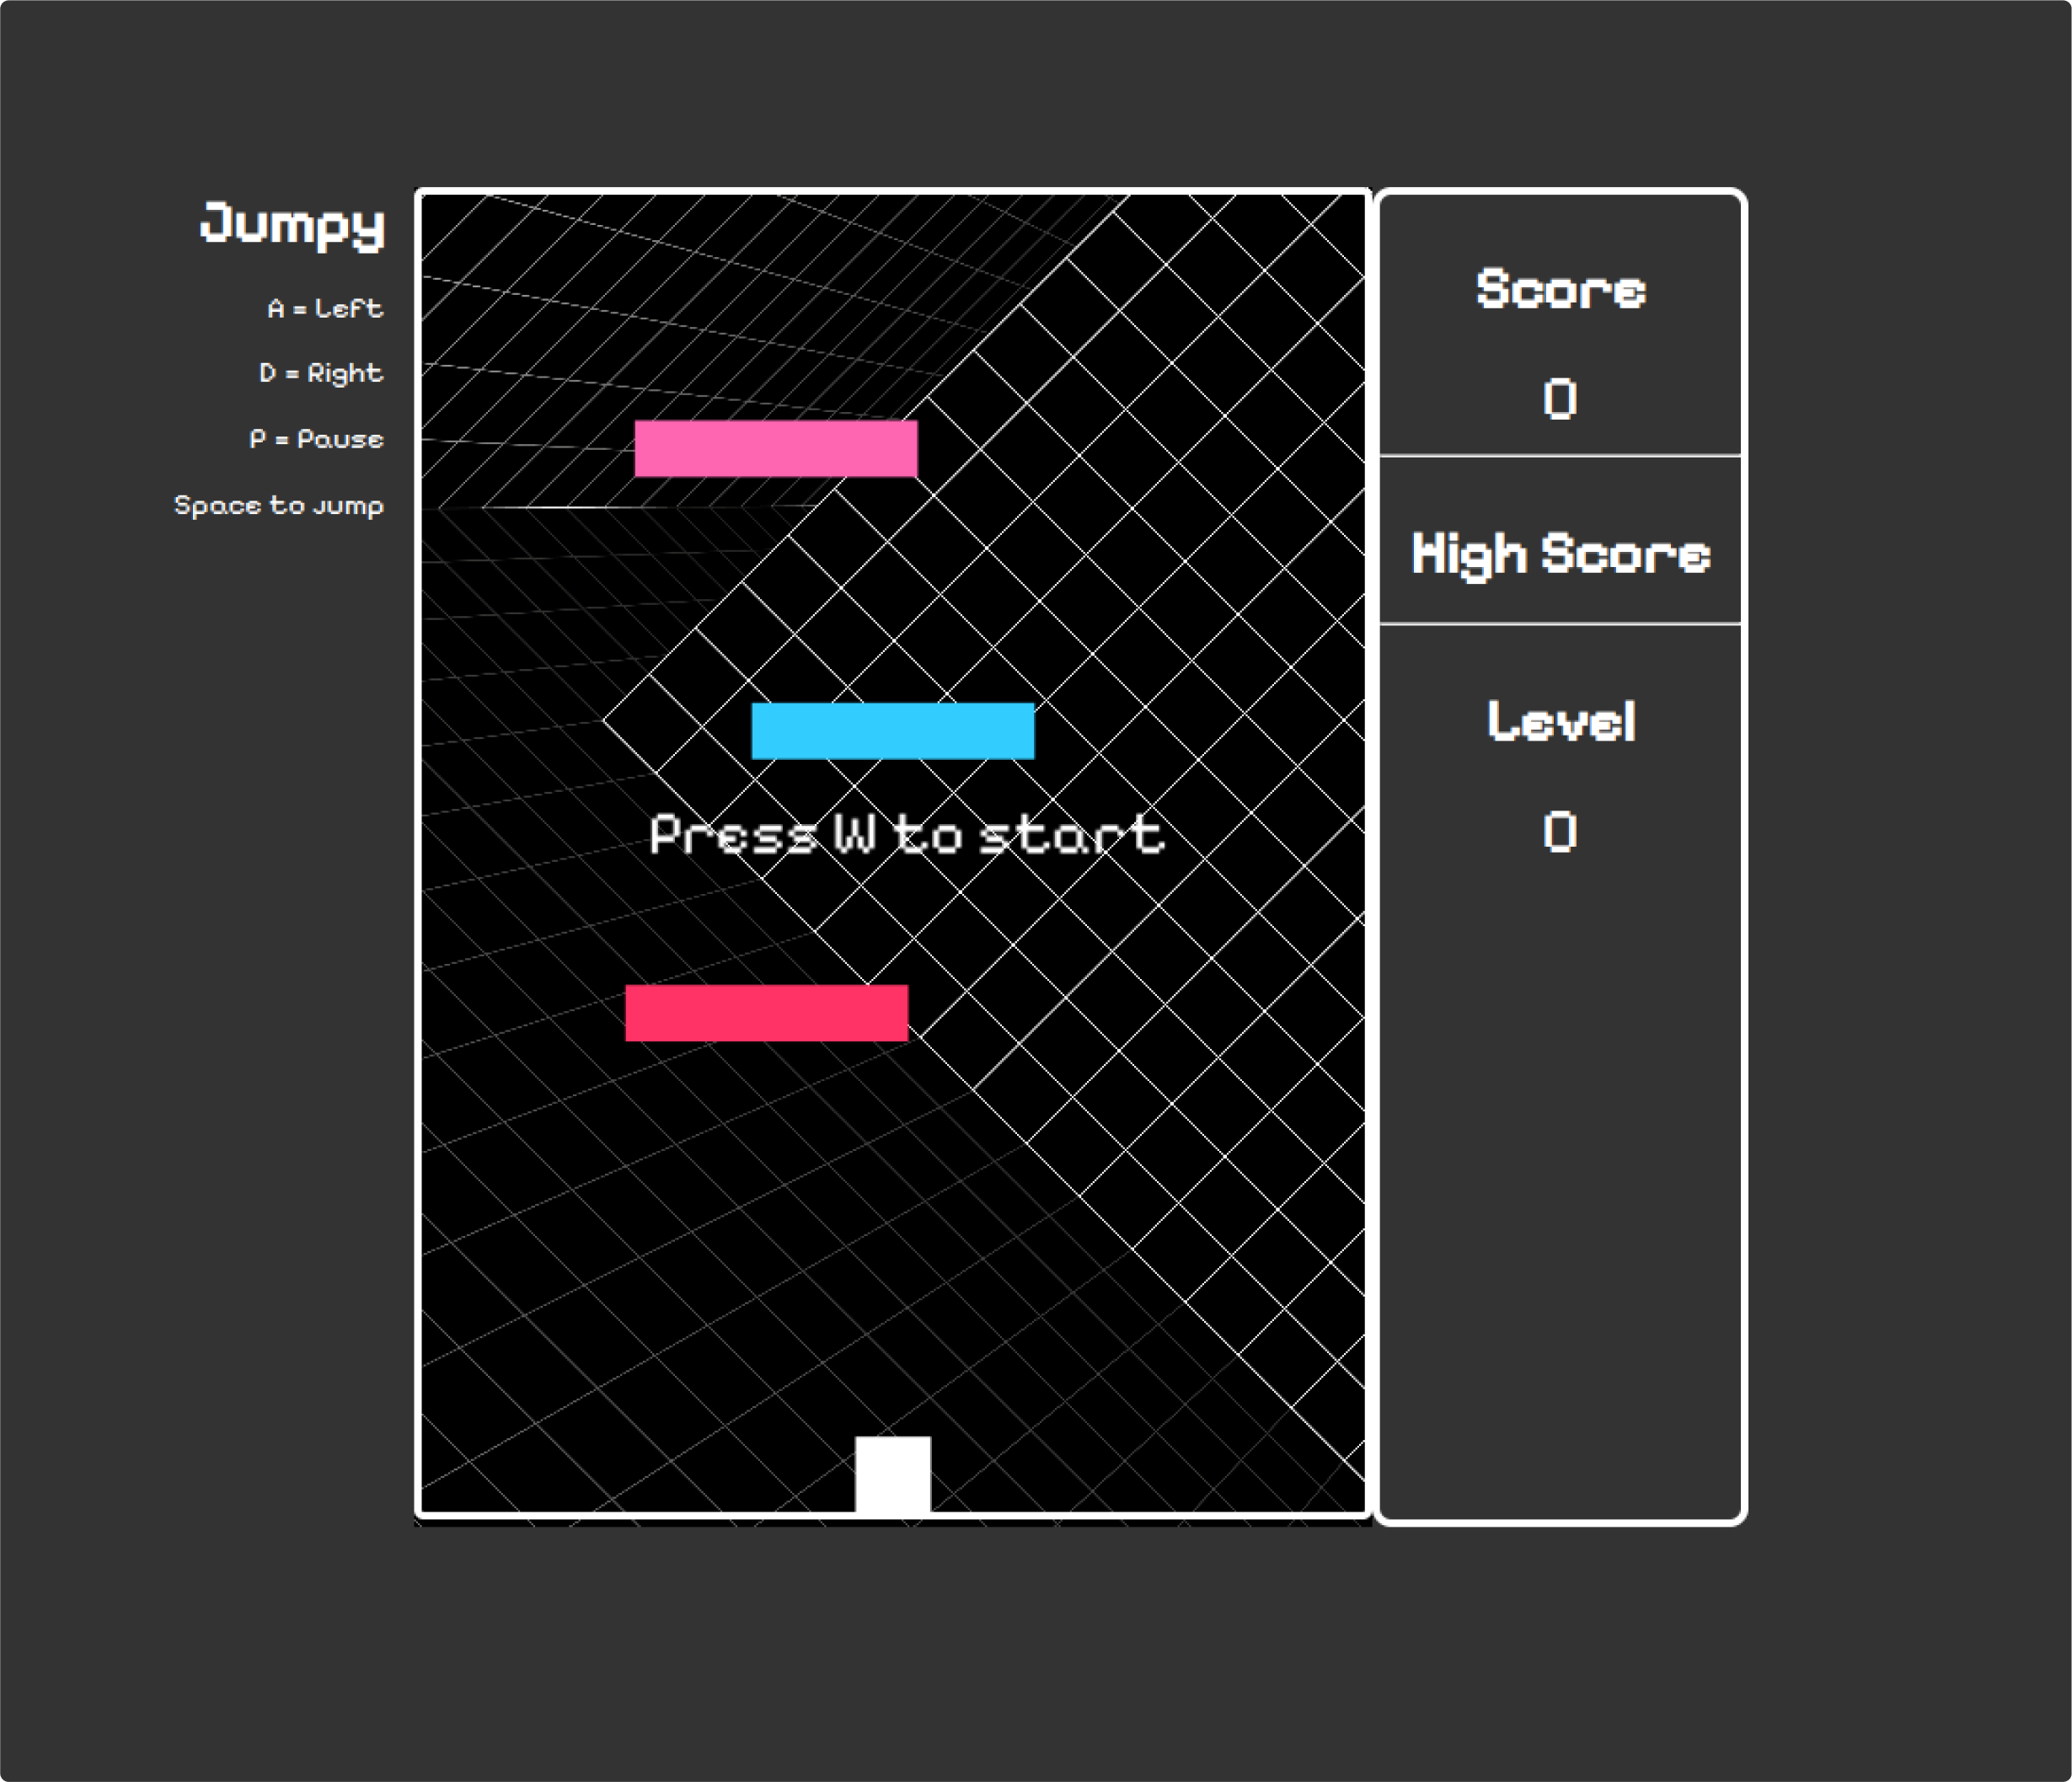 Jumpy
A = Left
D = Right
P = Pause
Space to jump
Press W to start
Score
0
High Score
Level
0